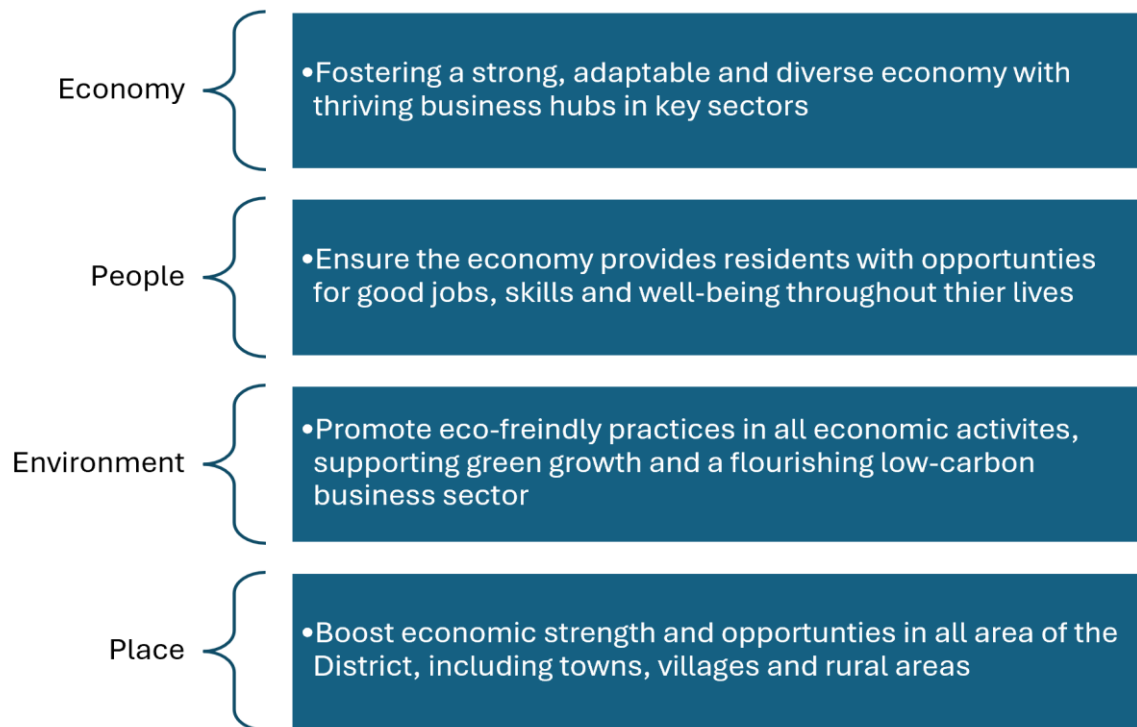 Economy
•Fostering a strong, adaptable and diverse economy with
thriving business hubs in key sectors
People
•Ensure the economy provides residents with opportunties
for good jobs, skills and well-being throughout thier lives
Environment
•Promote eco-freindly practices in all economic activites,
supporting green growth and a flourishing low-carbon
business sector
Place
•Boost economic strength and opportunties in all area of the
District, including towns, villages and rural areas